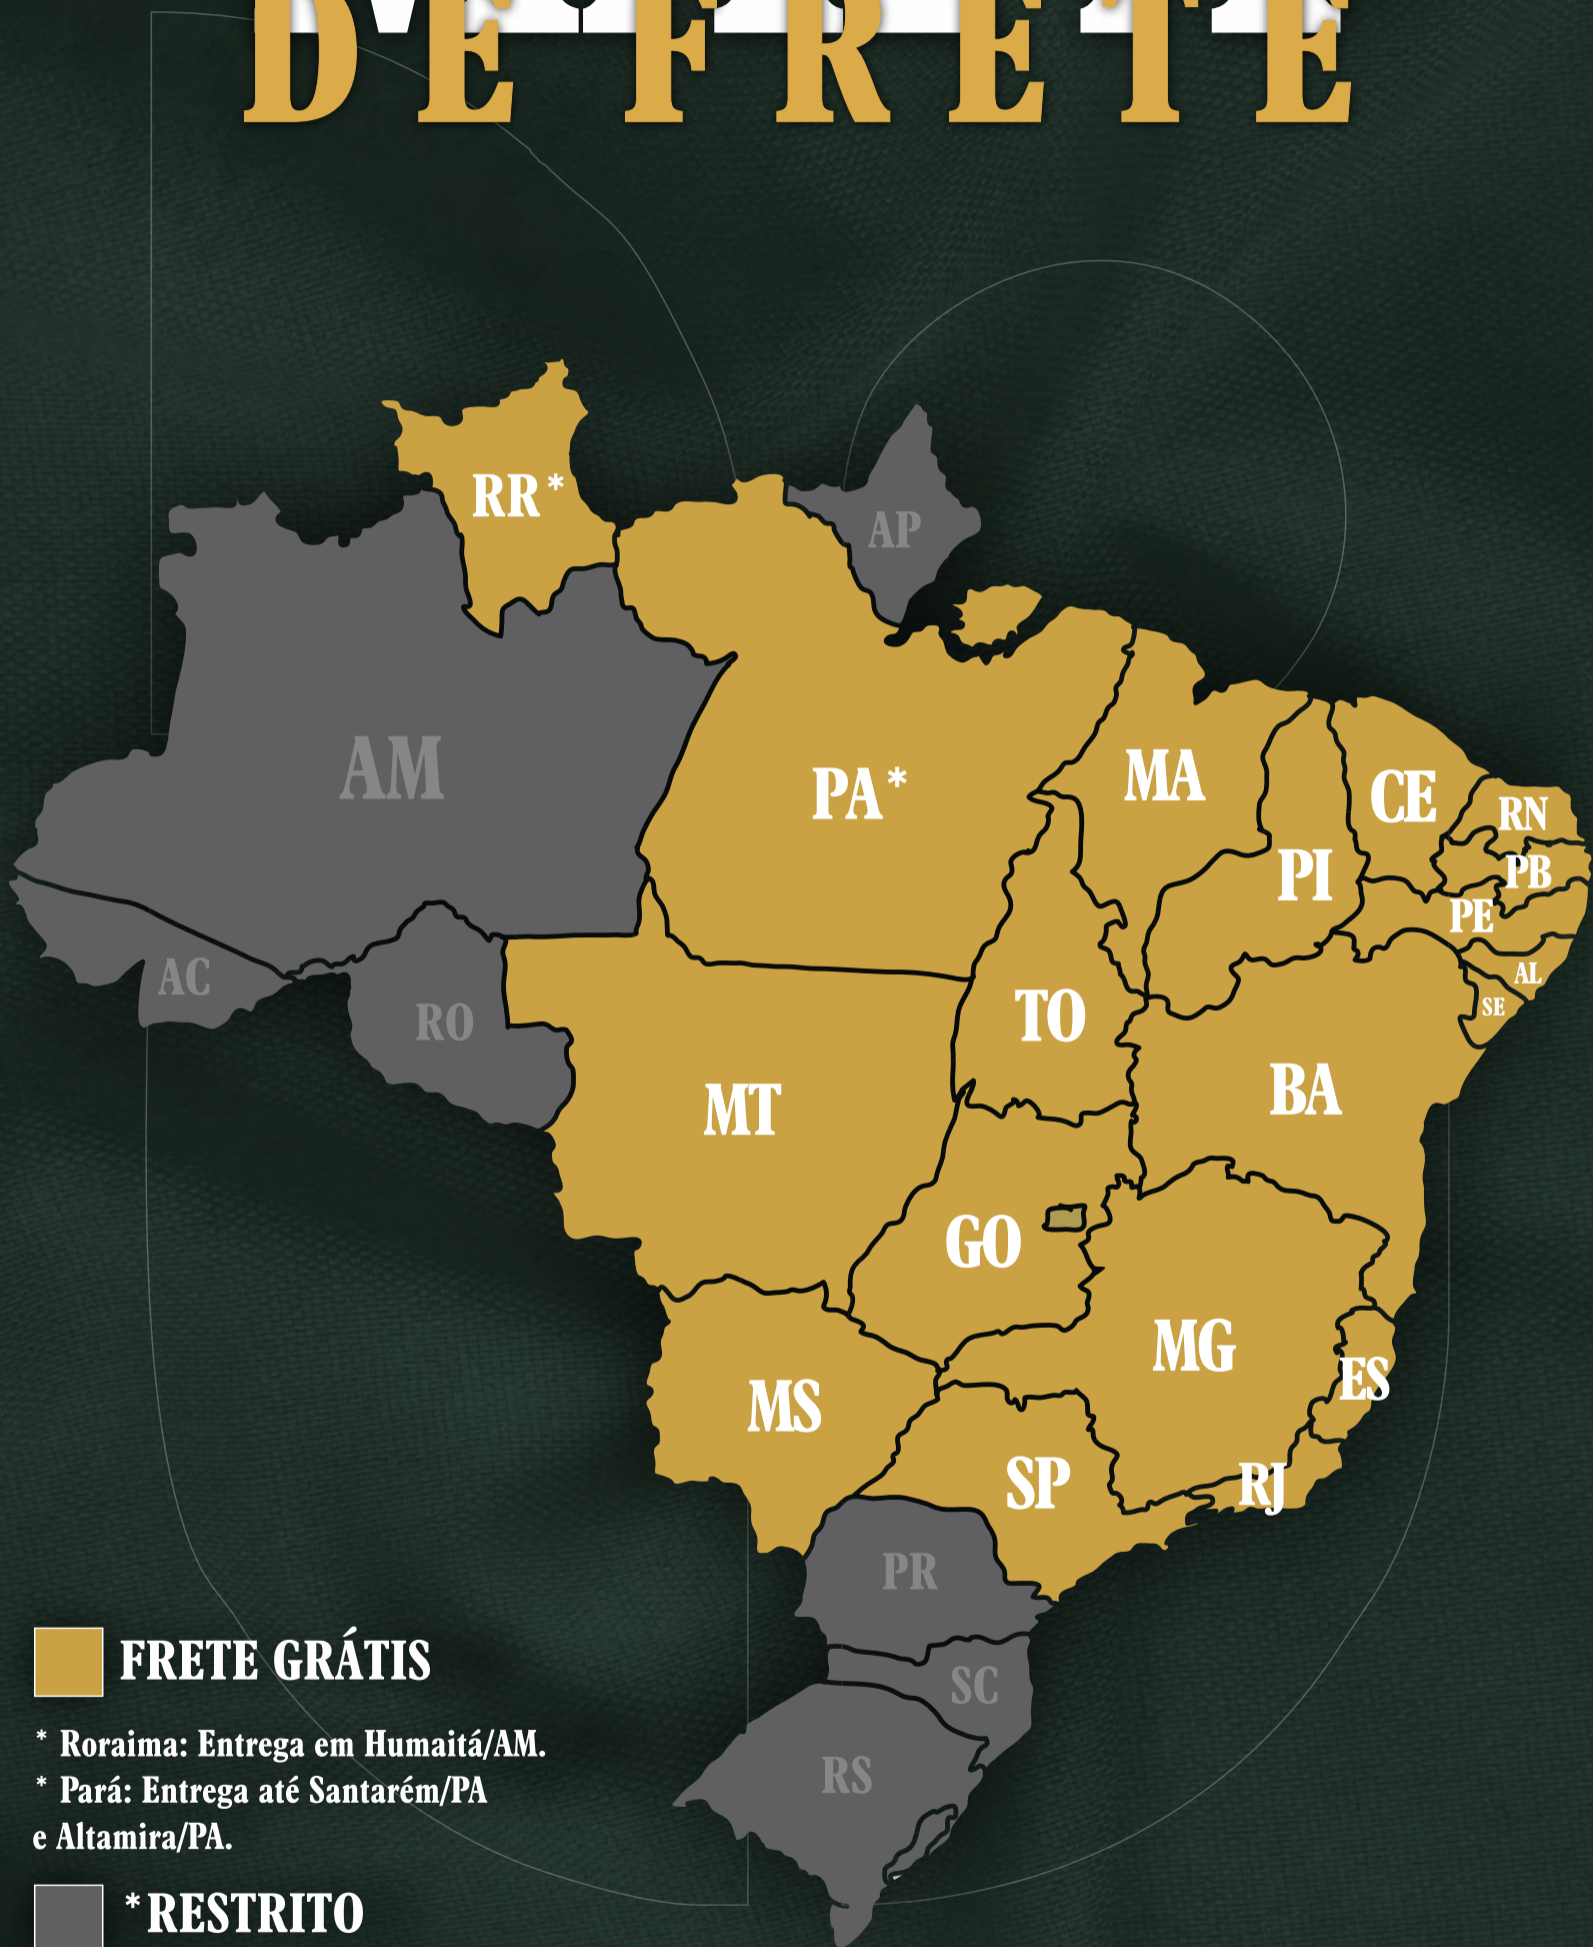 DE FRETE
RR*
AP
AM
PA*
MA
CE
RN
PI
PB
PE
AC
AL
RO
TO
SE
BA
MT
GO
MG
ES
MS
SP
RJ
PR
SC
RS
FRETE GRÁTIS
* Roraima: Entrega em Humaitá/AM.
* Pará: Entrega até Santarém/PA
e Altamira/PA.
*RESTRITO